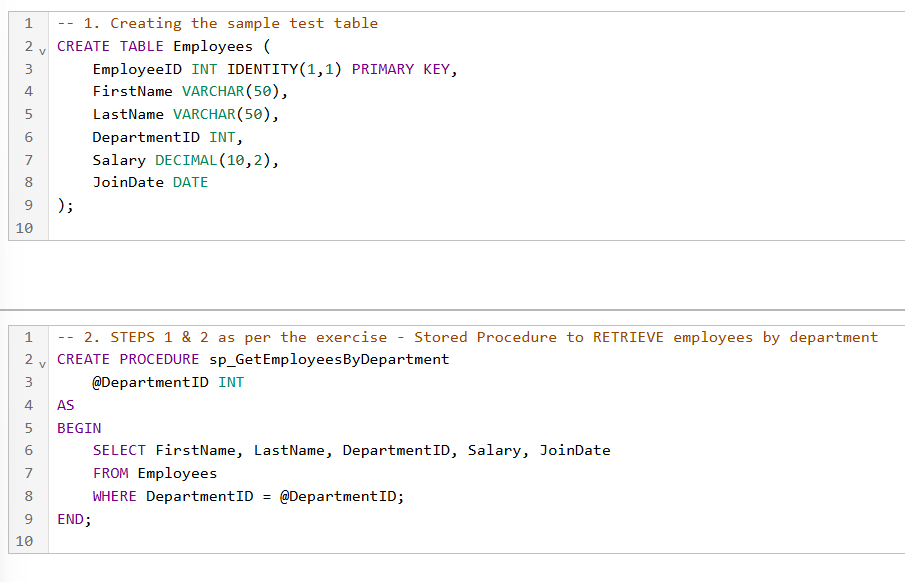 1 -- 1. Creating the sample test table
2 CREATE TABLE Employees (
3 EmployeeID INT IDENTITY(1,1) PRIMARY KEY,
4 FirstName VARCHAR(50),
5 LastName VARCHAR(50),
6 DepartmentID INT,
7 Salary DECIMAL(10,2),
8 JoinDate DATE
9 );
10
1 -- 2. STEPS 1 & 2 as per the exercise - Stored Procedure to RETRIEVE employees by department
2 CREATE PROCEDURE sp_GetEmployeesByDepartment
3 @DepartmentID INT
4 AS
5 BEGIN
6 SELECT FirstName, LastName, DepartmentID, Salary, JoinDate
7 FROM Employees
8 WHERE DepartmentID = @DepartmentID;
9 END;
10